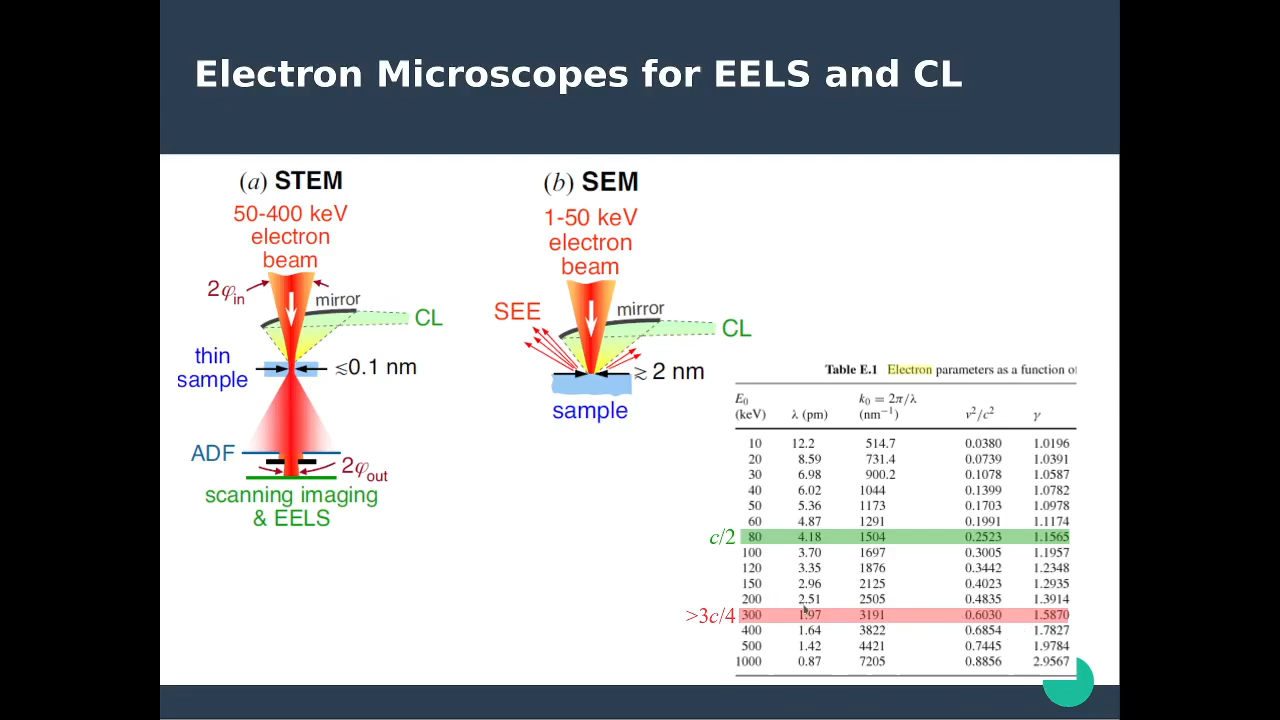 Electron Microscopes for EELS and CL
(a) STEM
50-400 keV
electron
beam
2φin
mirror
CL
thin
sample
≲0.1 nm
ADF
2φout
scanning imaging
& EELS
(b) SEM
1-50 keV
electron
beam
SEE
mirror
CL
≳ 2 nm
sample
Table E.1 Electron parameters as a function of
E0 (keV) λ (pm) k0 = 2π/λ (nm−1) v2/c2 γ
10 12.2 514.7 0.0380 1.0196
20 8.59 731.4 0.0739 1.0391
30 6.98 900.2 0.1078 1.0587
40 6.02 1044 0.1399 1.0782
50 5.36 1173 0.1703 1.0978
60 4.87 1291 0.1991 1.1174
c/2 80 4.18 1504 0.2523 1.1565
100 3.70 1697 0.3005 1.1957
120 3.35 1876 0.3442 1.2348
150 2.96 2125 0.4023 1.2935
200 2.51 2505 0.4835 1.3914
>3c/4 300 1.97 3191 0.6030 1.5870
400 1.64 3822 0.6854 1.7827
500 1.42 4421 0.7445 1.9784
1000 0.87 7205 0.8856 2.9567